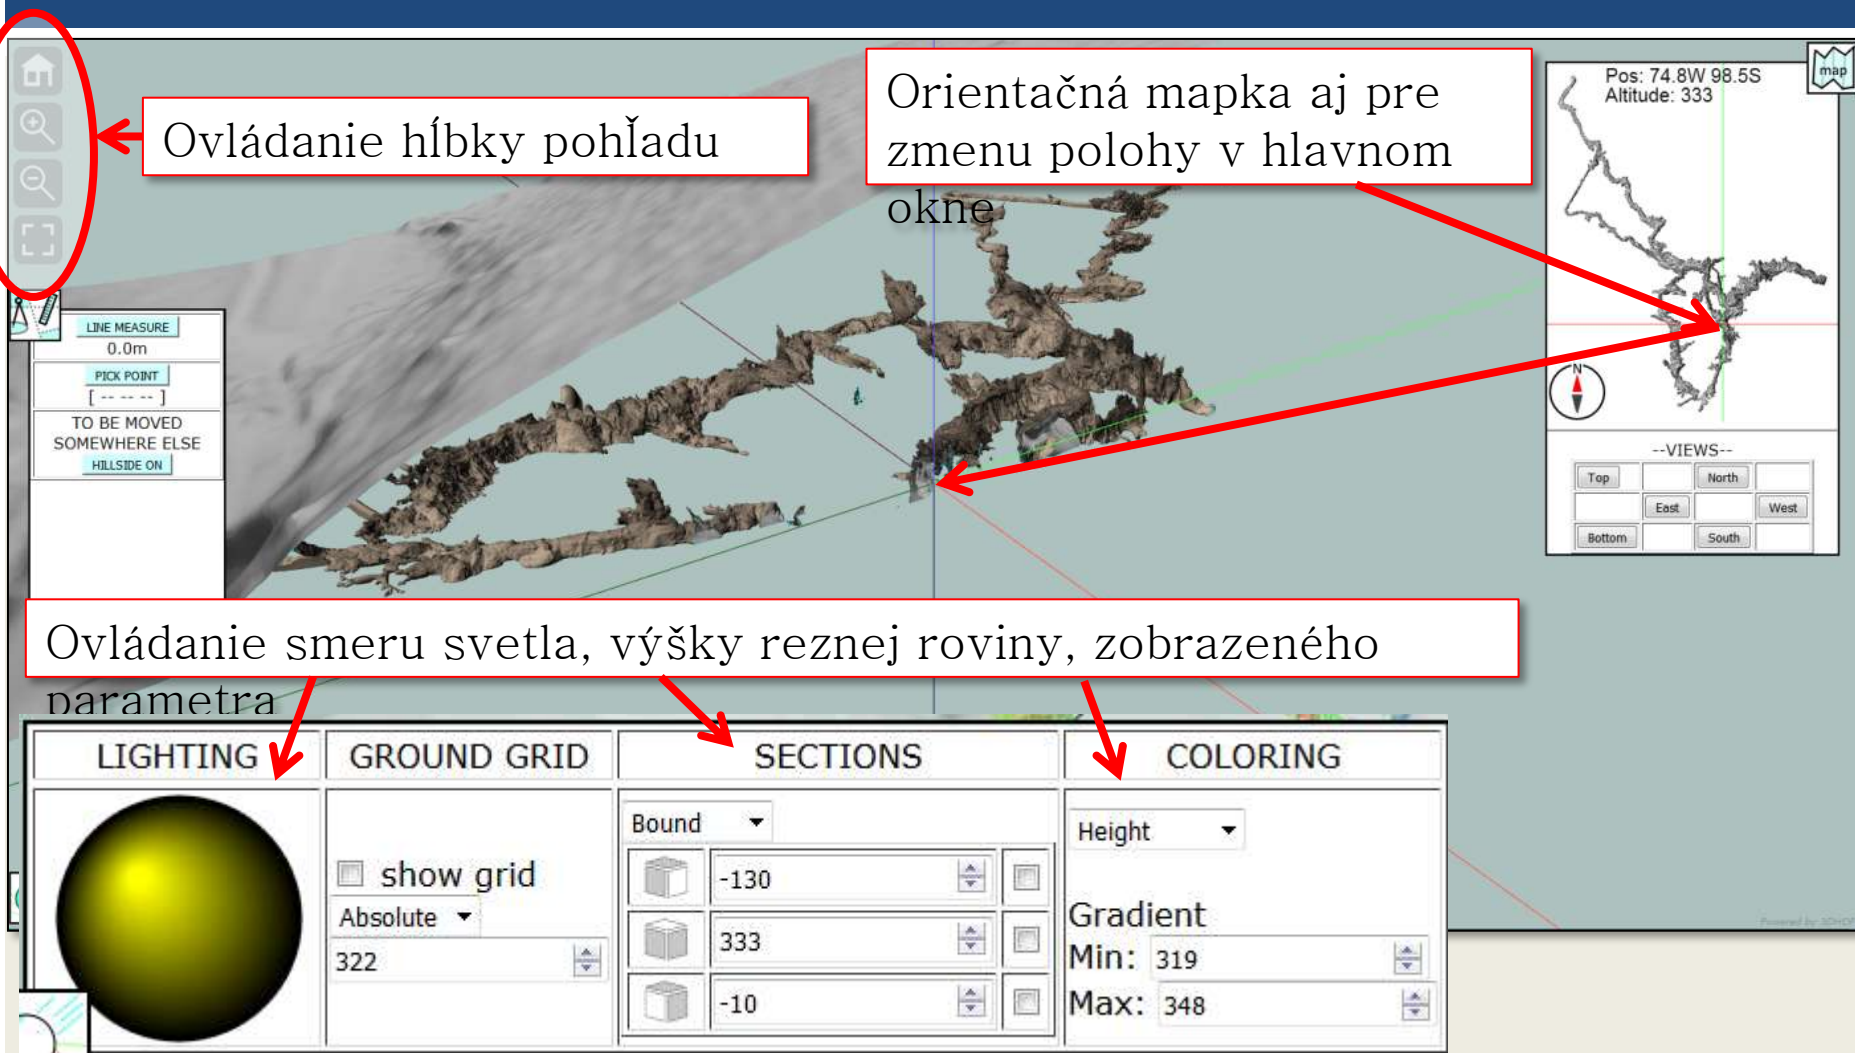 Ovládanie hĺbky pohľadu
Orientačná mapka aj pre
zmenu polohy v hlavnom
okne
Pos: 74.8W 98.5S
Altitude: 333
map
N
--VIEWS--
Top North
East West
Bottom South
LINE MEASURE
0.0m
PICK POINT
[ -- -- -- ]
TO BE MOVED
SOMEWHERE ELSE
HILLSIDE ON
Ovládanie smeru svetla, výšky reznej roviny, zobrazeného
parametra
LIGHTING GROUND GRID SECTIONS COLORING
show grid
Absolute
322
Bound
-130
333
-10
Height
Gradient
Min: 319
Max: 348
Powered by 3DHOP